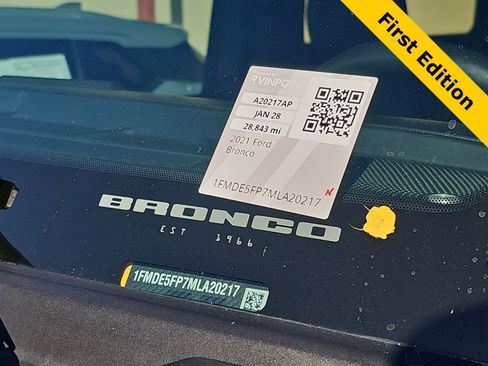 First Edition
VINPOINT
A20217AP
JAN 28
28,843 mi
2021 Ford
Bronco
1FMDE5FP7MLA20217
BRONCO
EST 1966
1FMDE5FP7MLA20217